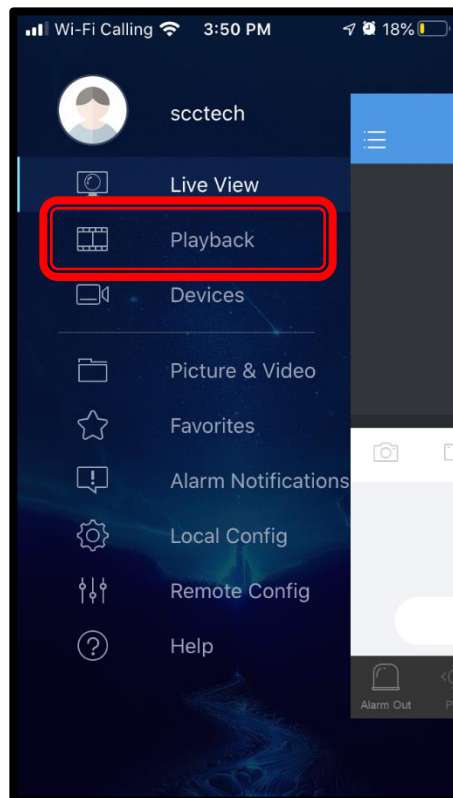 Wi-Fi Calling 3:50 PM 18%
scctech
Live View
Playback
Devices
Picture & Video
Favorites
Alarm Notifications
Local Config
Remote Config
Help
Alarm Out